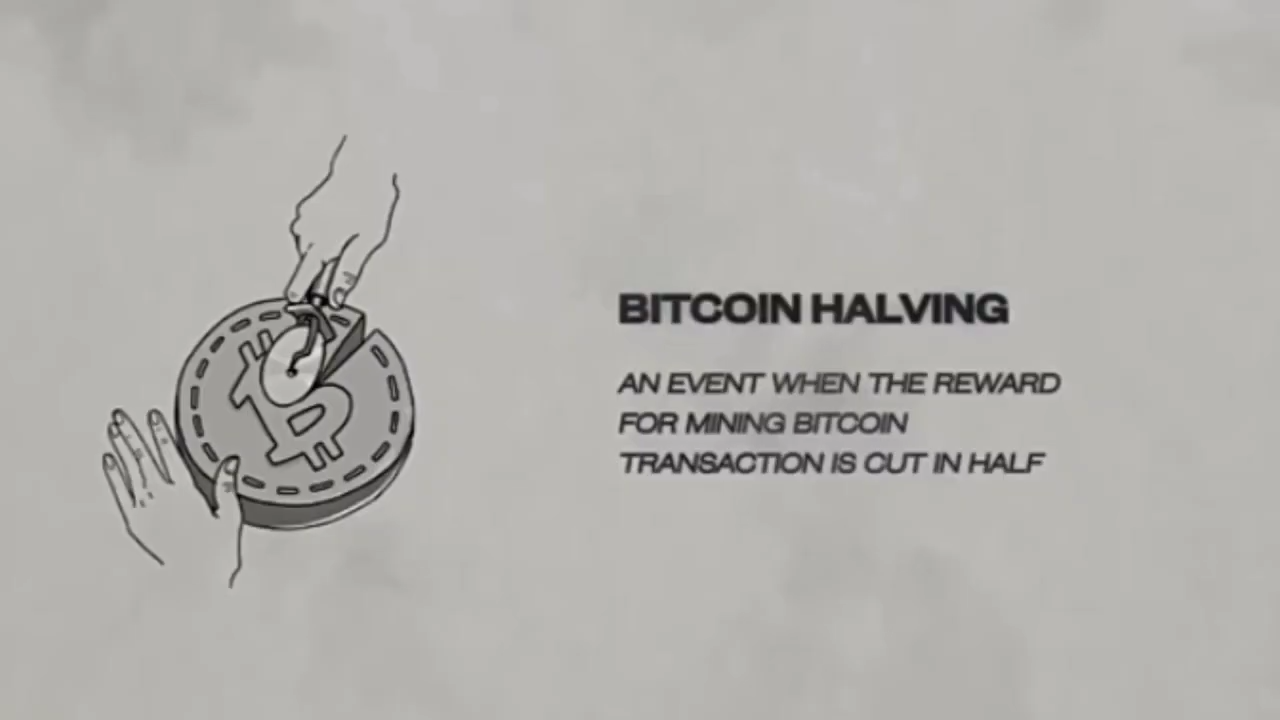 BITCOIN HALVING
AN EVENT WHEN THE REWARD
FOR MINING BITCOIN
TRANSACTION IS CUT IN HALF